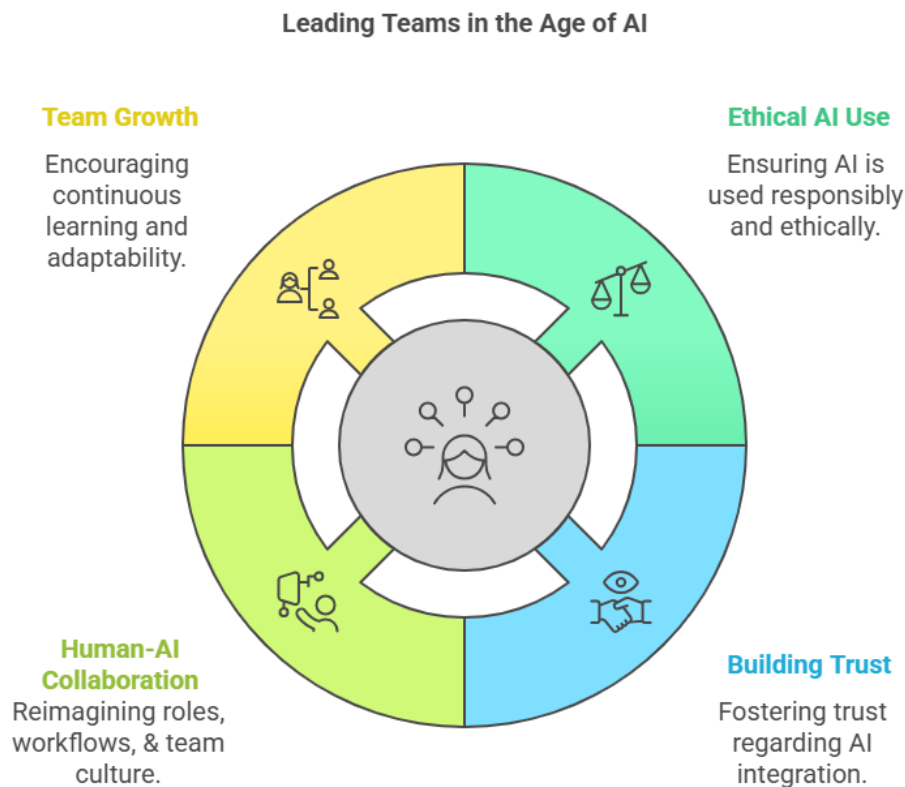 Leading Teams in the Age of AI
Team Growth
Encouraging
continuous
learning and
adaptability.
Ethical AI Use
Ensuring AI is
used responsibly
and ethically.
Human-AI
Collaboration
Reimagining roles,
workflows, & team
culture.
Building Trust
Fostering trust
regarding AI
integration.